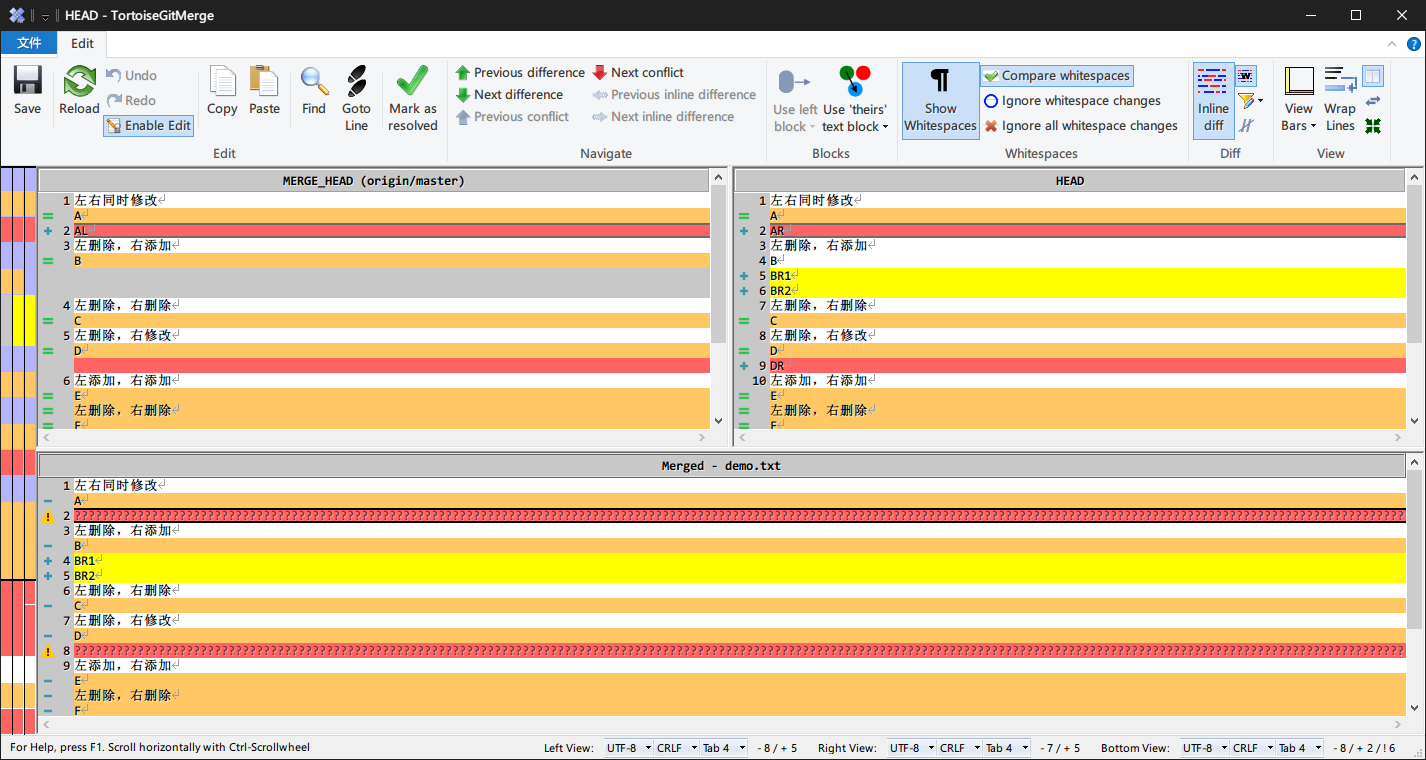 HEAD - TortoiseGitMerge
文件 Edit
Save
Reload
Undo
Redo
Enable Edit
Copy
Paste
Find
Goto
Line
Mark as
resolved
Edit
Previous difference
Next difference
Previous conflict
Next conflict
Previous inline difference
Next inline difference
Navigate
Use left
block
Use 'theirs'
text block
Blocks
Show
Whitespaces
Compare whitespaces
Ignore whitespace changes
Ignore all whitespace changes
Whitespaces
Inline
diff
Diff
View
Bars
Wrap
Lines
View
MERGE_HEAD (origin/master)
1 左右同时修改
A
2 AL
3 左删除，右添加
B
4 左删除，右删除
C
5 左删除，右修改
D
6 左添加，右添加
E
左删除，右删除
F
HEAD
1 左右同时修改
A
2 AR
3 左删除，右添加
4 B
5 BR1
6 BR2
7 左删除，右删除
C
8 左删除，右修改
D
9 DR
10 左添加，右添加
E
左删除，右删除
F
Merged - demo.txt
1 左右同时修改
A
2
3 左删除，右添加
B
4 BR1
5 BR2
6 左删除，右删除
C
7 左删除，右修改
D
8
9 左添加，右添加
E
左删除，右删除
F
For Help, press F1. Scroll horizontally with Ctrl-Scrollwheel
Left View: UTF-8 CRLF Tab 4 - 8 / + 5
Right View: UTF-8 CRLF Tab 4 - 7 / + 5
Bottom View: UTF-8 CRLF Tab 4 - 8 / + 2 / ! 6